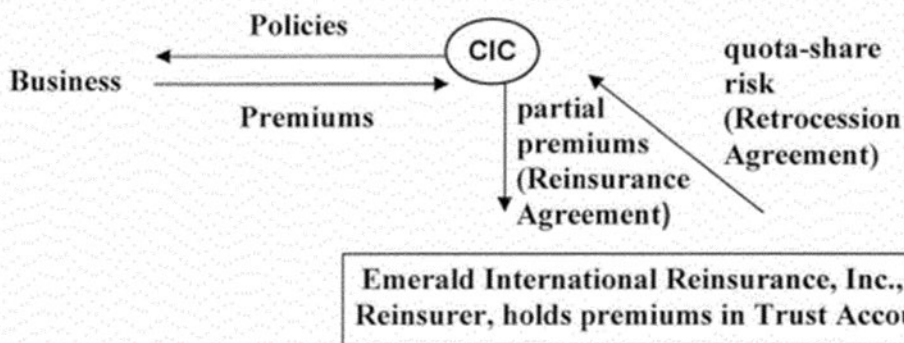 Policies
CIC
Business
Premiums
partial
premiums
(Reinsurance
Agreement)
quota-share
risk
(Retrocession
Agreement)
Emerald International Reinsurance, Inc.,
Reinsurer, holds premiums in Trust Accou